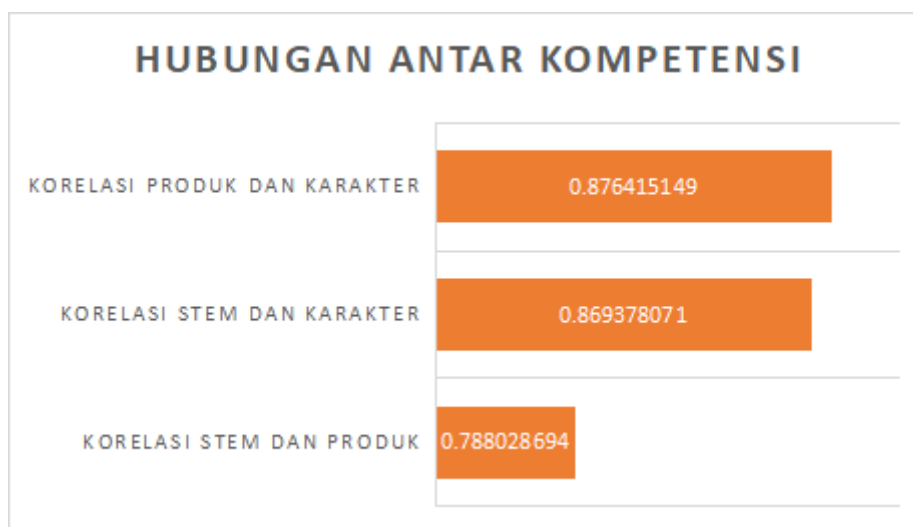 HUBUNGAN ANTAR KOMPETENSI
KORELASI PRODUK DAN KARAKTER 0.876415149
KORELASI STEM DAN KARAKTER 0.869378071
KORELASI STEM DAN PRODUK 0.788028694